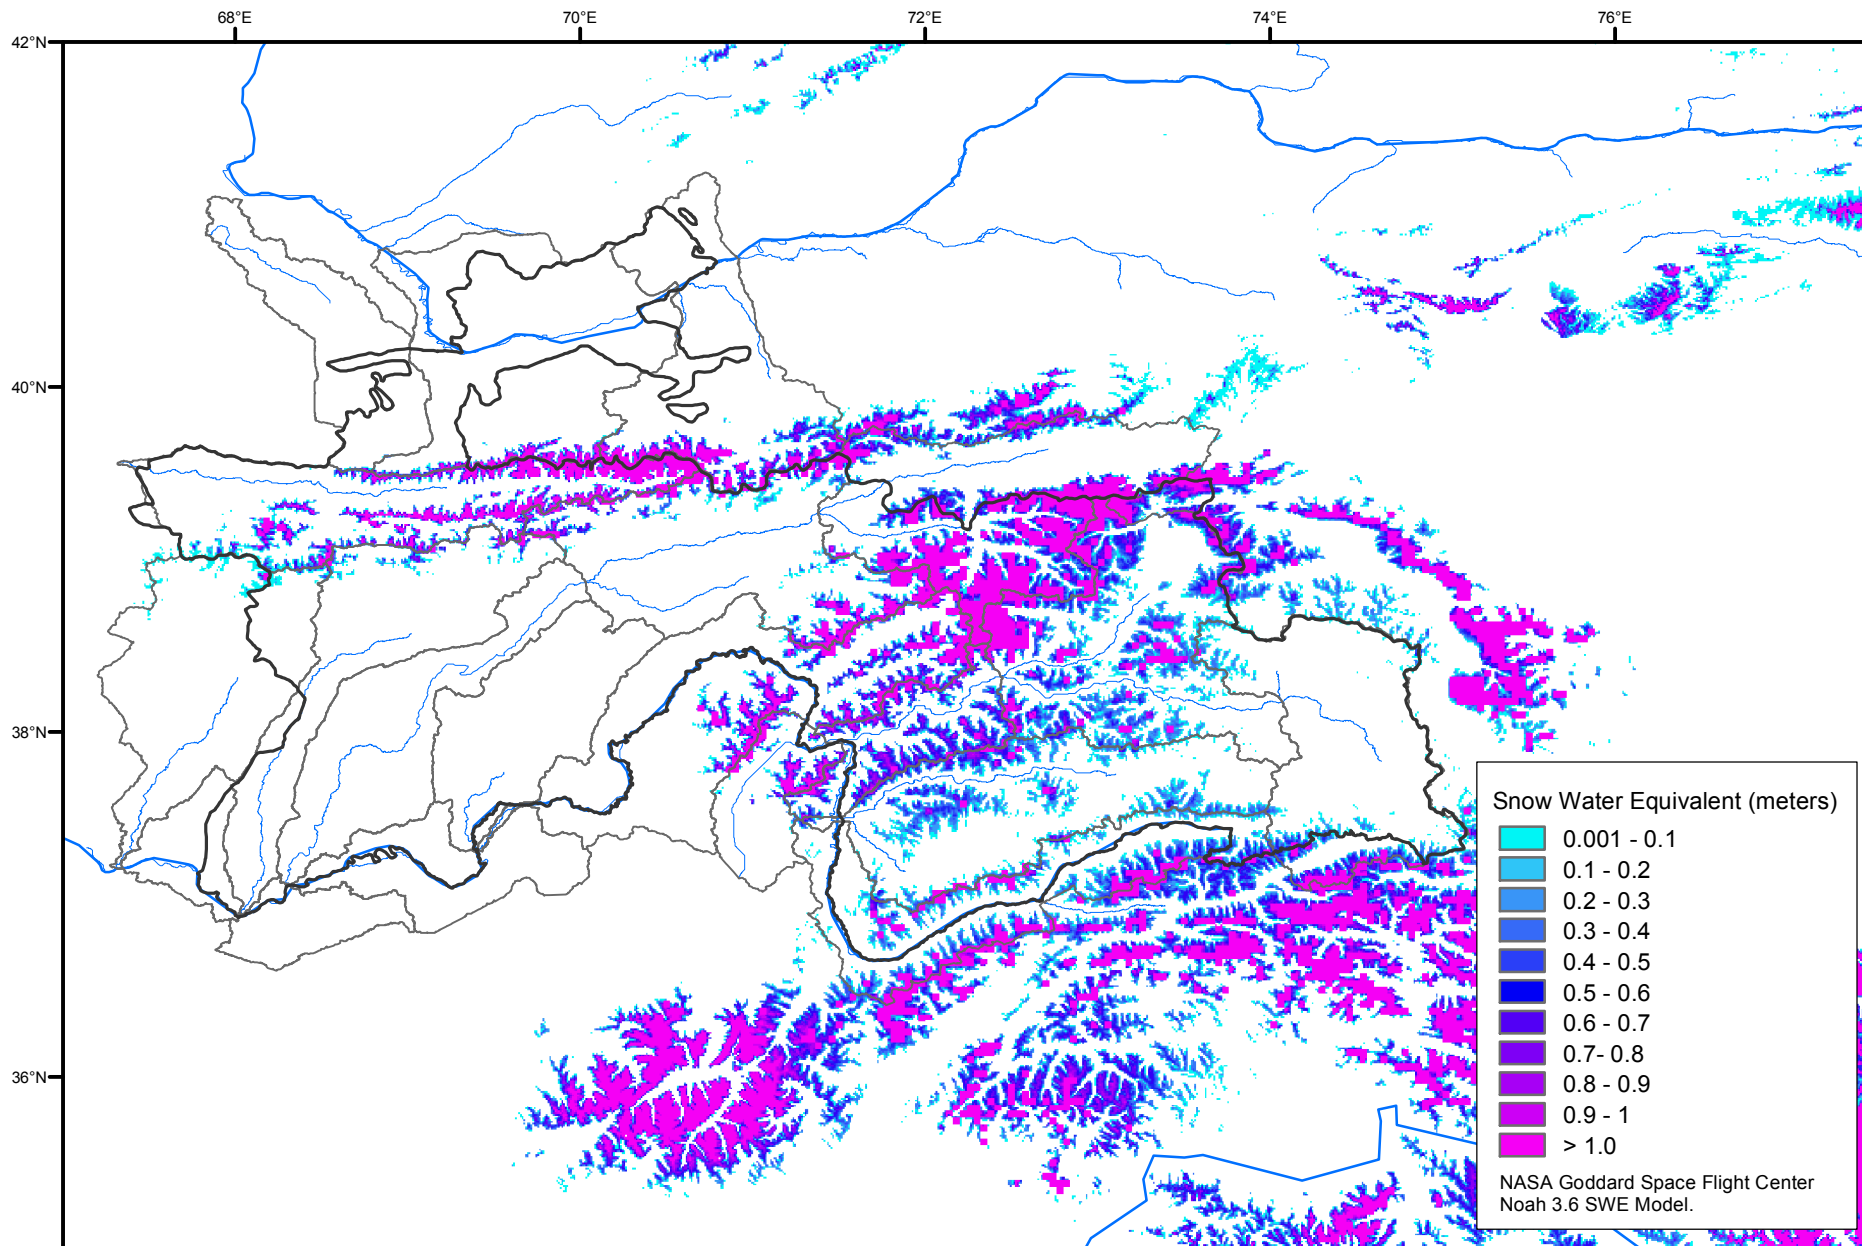 68°E 70°E 72°E 74°E 76°E
42°N
40°N
38°N
36°N
Snow Water Equivalent (meters)
0.001 - 0.1
0.1 - 0.2
0.2 - 0.3
0.3 - 0.4
0.4 - 0.5
0.5 - 0.6
0.6 - 0.7
0.7- 0.8
0.8 - 0.9
0.9 - 1
> 1.0
NASA Goddard Space Flight Center
Noah 3.6 SWE Model.